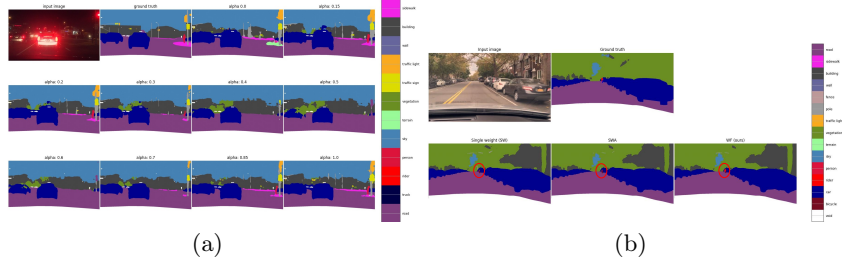 input image
ground truth
alpha 0.0
alpha: 0.15
alpha: 0.2
alpha: 0.3
alpha: 0.4
alpha: 0.5
alpha: 0.6
alpha: 0.7
alpha: 0.85
alpha: 1.0
sidewalk
building
wall
traffic light
traffic sign
vegetation
terrain
sky
person
rider
truck
road
(a)
Input image
Ground truth
Single weight (SW)
SWA
WF (ours)
road
sidewalk
building
wall
fence
pole
traffic light
vegetation
terrain
sky
person
rider
car
bicycle
void
(b)